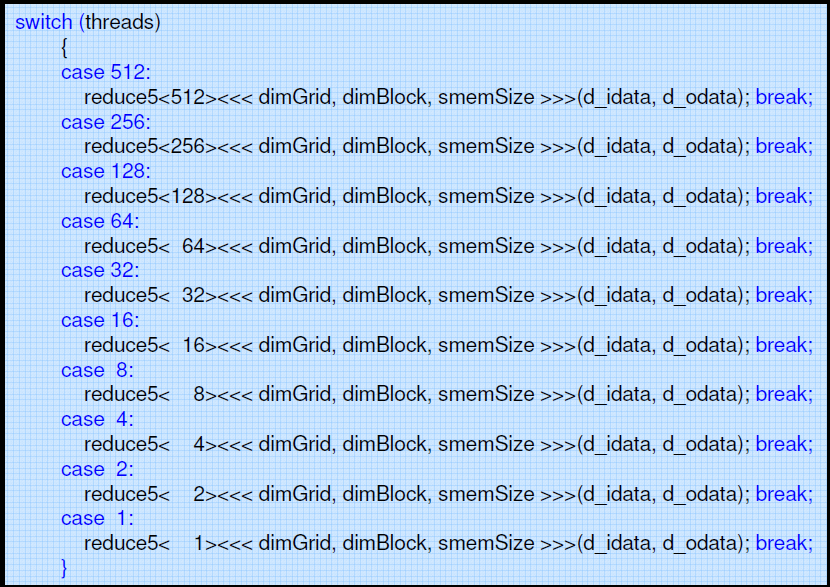 switch (threads)
{
case 512:
reduce5<512><<< dimGrid, dimBlock, smemSize >>>(d_idata, d_odata); break;
case 256:
reduce5<256><<< dimGrid, dimBlock, smemSize >>>(d_idata, d_odata); break;
case 128:
reduce5<128><<< dimGrid, dimBlock, smemSize >>>(d_idata, d_odata); break;
case 64:
reduce5<  64><<< dimGrid, dimBlock, smemSize >>>(d_idata, d_odata); break;
case 32:
reduce5<  32><<< dimGrid, dimBlock, smemSize >>>(d_idata, d_odata); break;
case 16:
reduce5<  16><<< dimGrid, dimBlock, smemSize >>>(d_idata, d_odata); break;
case  8:
reduce5<    8><<< dimGrid, dimBlock, smemSize >>>(d_idata, d_odata); break;
case  4:
reduce5<    4><<< dimGrid, dimBlock, smemSize >>>(d_idata, d_odata); break;
case  2:
reduce5<    2><<< dimGrid, dimBlock, smemSize >>>(d_idata, d_odata); break;
case  1:
reduce5<    1><<< dimGrid, dimBlock, smemSize >>>(d_idata, d_odata); break;
}